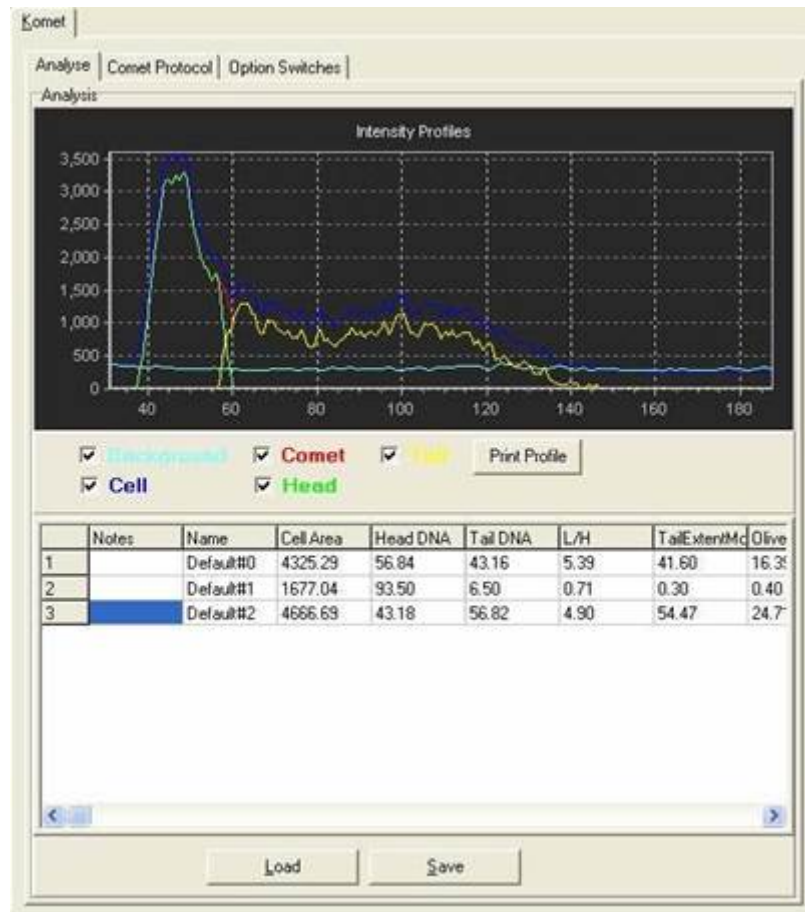 Komet
Analyse Comet Protocol Option Switches
Analysis
Intensity Profiles
3,500
3,000
2,500
2,000
1,500
1,000
500
0
40 60 80 100 120 140 160 180
Background Comet Tail Print Profile
Cell Head
Notes Name Cell Area Head DNA Tail DNA L/H TailExtentMo Olive
1 Default#0 4325.29 56.84 43.16 5.39 41.60 16.39
2 Default#1 1677.04 93.50 6.50 0.71 0.30 0.40
3 Default#2 4666.69 43.18 56.82 4.90 54.47
Load Save